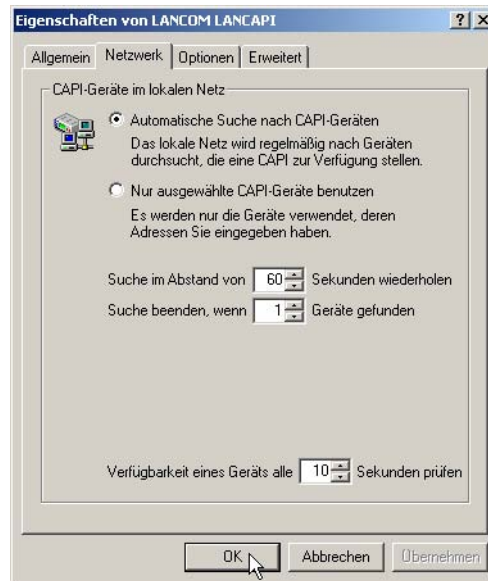 Eigenschaften von LANCOM LANCAPI
Allgemein Netzwerk Optionen Erweitert
CAPI-Geräte im lokalen Netz
Automatische Suche nach CAPI-Geräten
Das lokale Netz wird regelmäßig nach Geräten
durchsucht, die eine CAPI zur Verfügung stellen.
Nur ausgewählte CAPI-Geräte benutzen
Es werden nur die Geräte verwendet, deren
Adressen Sie eingegeben haben.
Suche im Abstand von 60 Sekunden wiederholen
Suche beenden, wenn 1 Geräte gefunden
Verfügbarkeit eines Geräts alle 10 Sekunden prüfen
OK Abbrechen Übernehmen